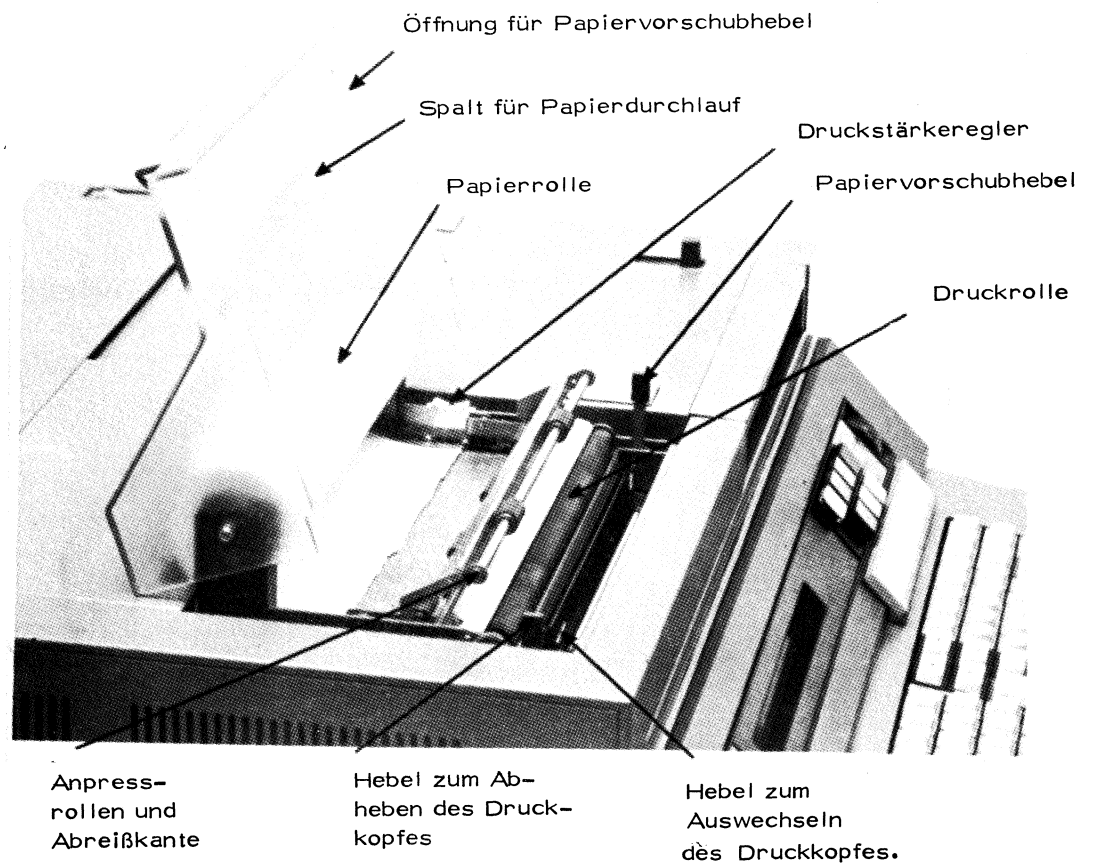 Öffnung für Papiervorschubhebel
Spalt für Papierdurchlauf
Druckstärkeregler
Papierrolle
Papiervorschubhebel
Druckrolle
Anpress-
rollen und
Abreißkante
Hebel zum Ab-
heben des Druck-
kopfes
Hebel zum
Auswechseln
dès Druckkopfes.